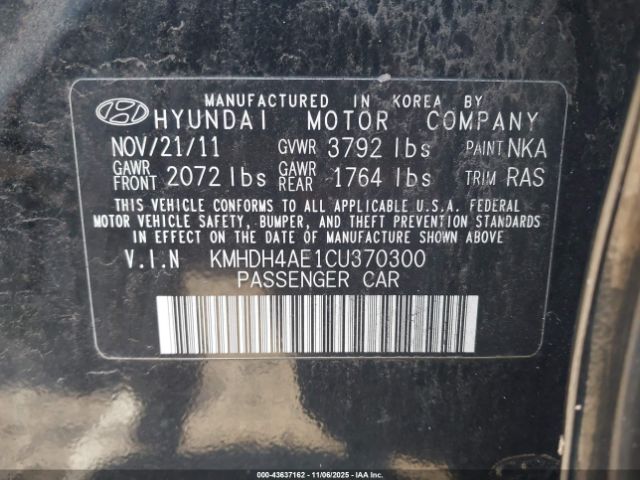 MANUFACTURED IN KOREA BY
HYUNDAI MOTOR COMPANY
NOV/21/11 GVWR 3792 lbs PAINT NKA
GAWR FRONT 2072 lbs GAWR REAR 1764 lbs TRIM RAS
THIS VEHICLE CONFORMS TO ALL APPLICABLE U.S.A. FEDERAL
MOTOR VEHICLE SAFETY, BUMPER, AND THEFT PREVENTION STANDARDS
IN EFFECT ON THE DATE OF MANUFACTURE SHOWN ABOVE
V.I.N KMHDH4AE1CU370300
PASSENGER CAR
000-43637162 - 11/06/2025 - IAA Inc.